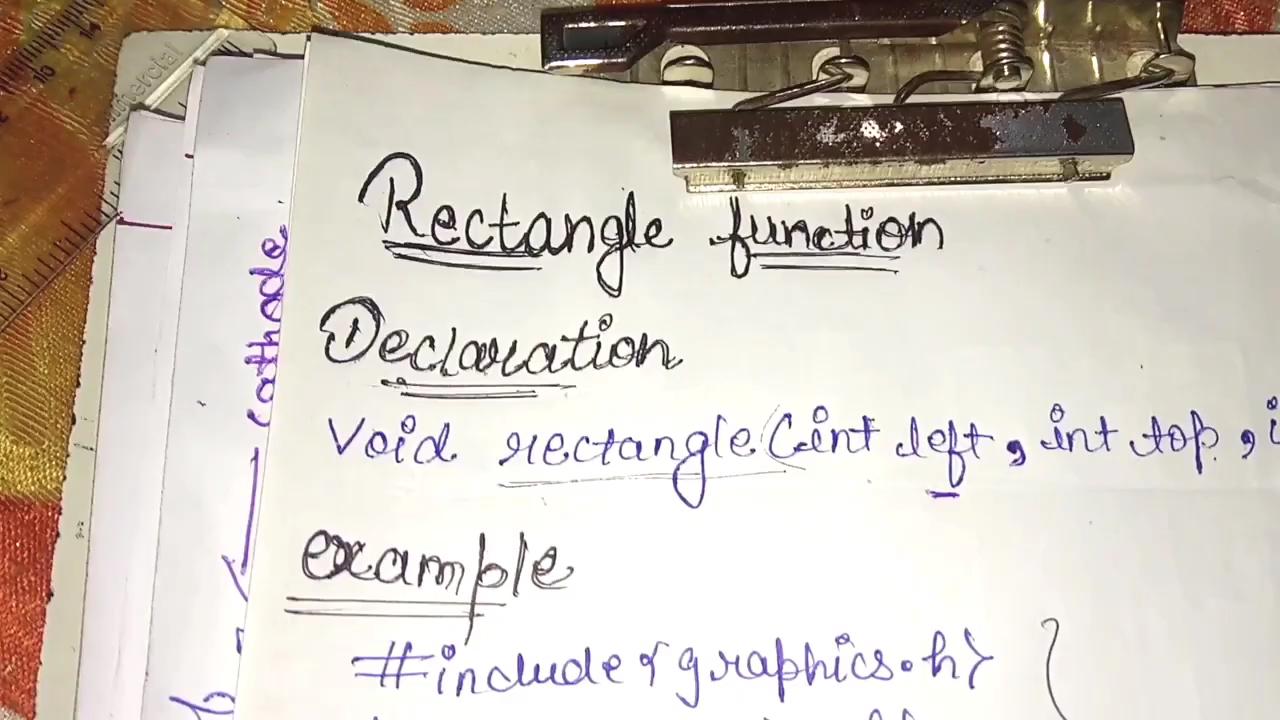 Rectangle function
Declaration
Void rectangle (int left, int top, i
example
#include <graphics.h> {
Cathode